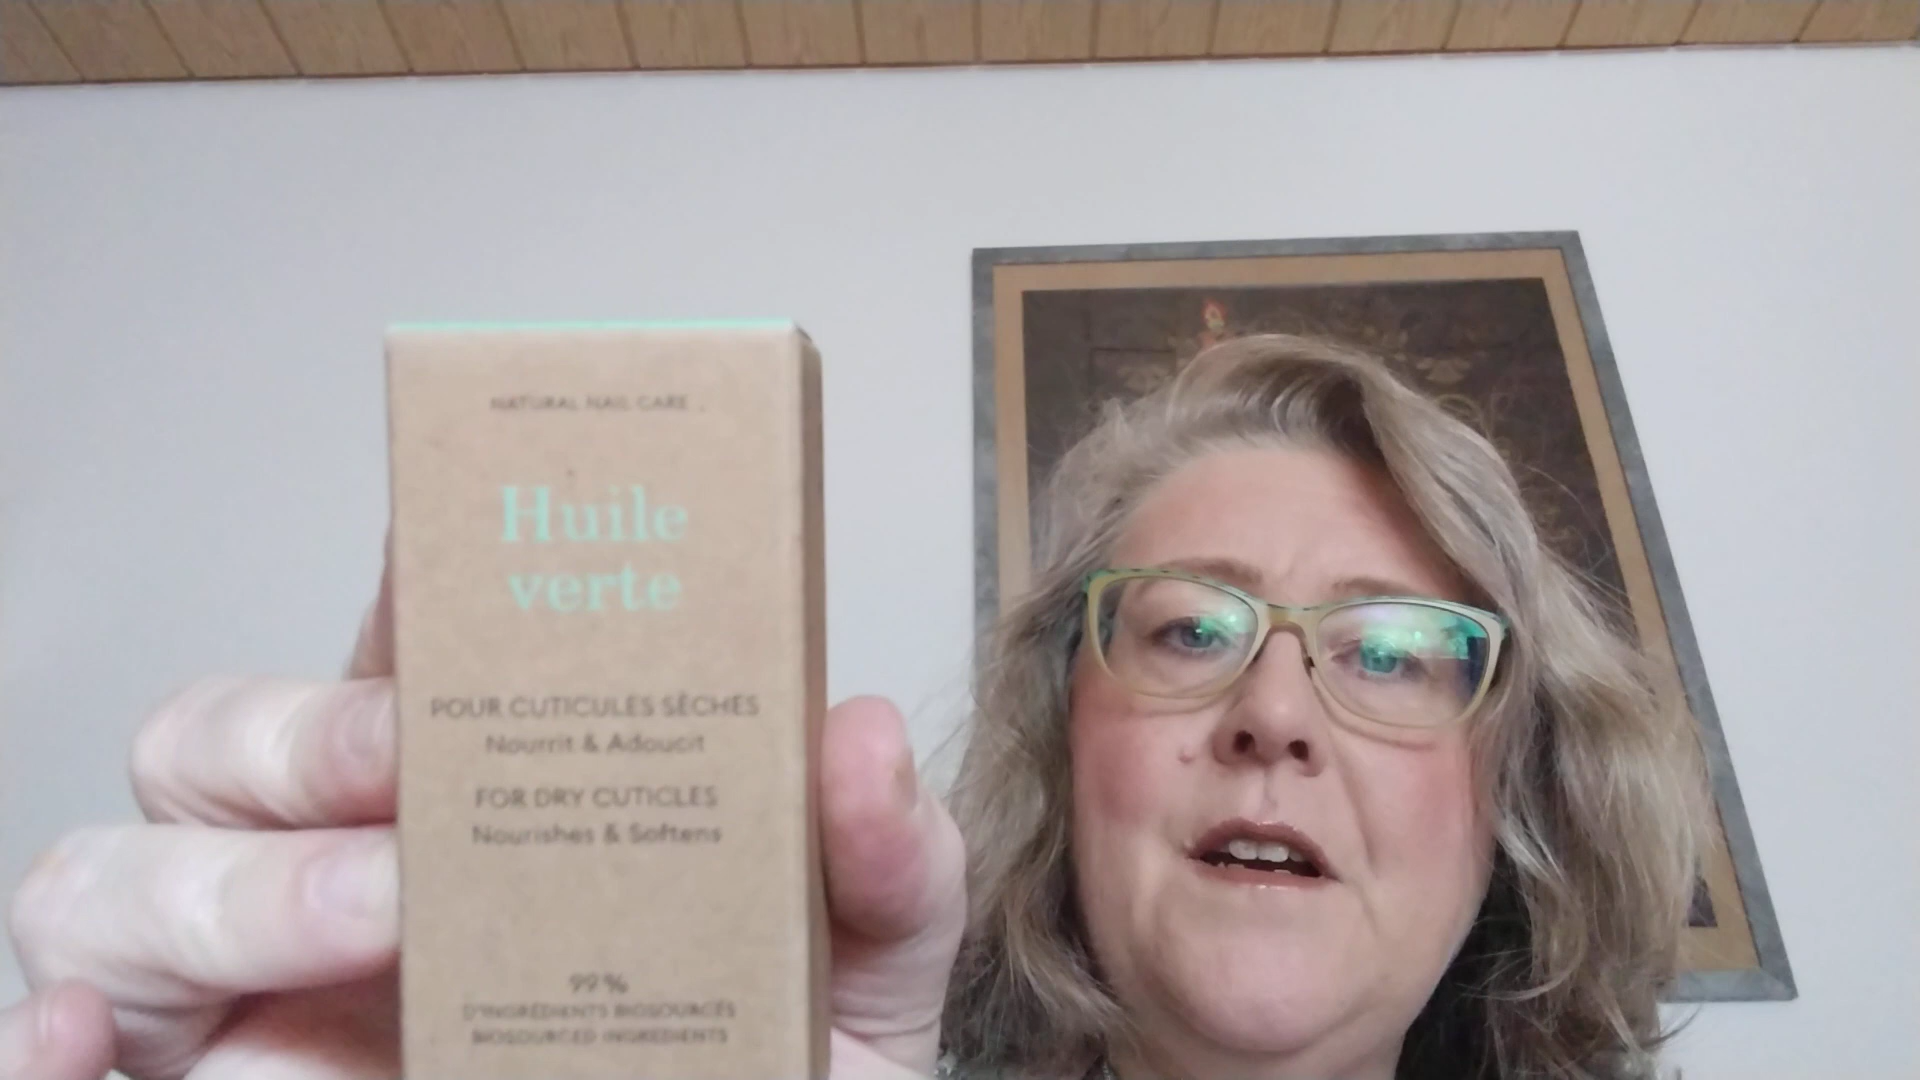 NATURAL NAIL CARE
Huile
verte
POUR CUTICULES SÈCHES
Nourrit & Adoucit
FOR DRY CUTICLES
Nourishes & Softens
99 %
D'INGRÉDIENTS BIOSOURCÉS
BIOSOURCED INGREDIENTS